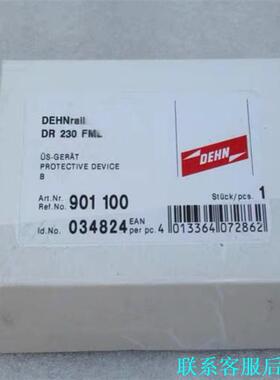 DEHNrail
DR 230 FML
DEHN
ÜS-GERÄT
PROTECTIVE DEVICE
B
Art.Nr. Ref.No. 901 100
Stück/pcs. 1
Id.No. 034824
EAN per pc. 4 013364 072862
联系客服后